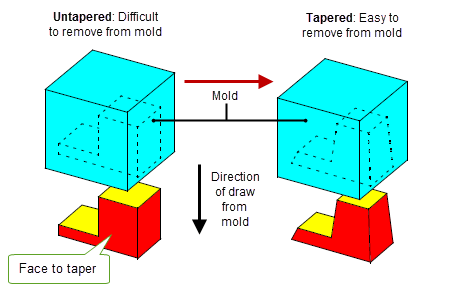 Untapered: Difficult
to remove from mold
Tapered: Easy to
remove from mold
Mold
Direction
of draw
from
mold
Face to taper